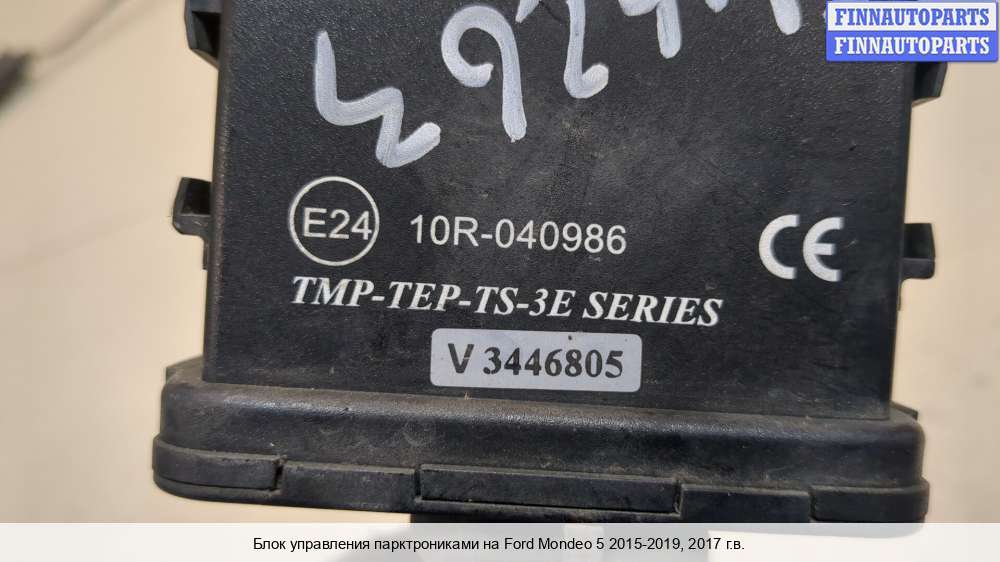 FINNAUTOPARTS
FINNAUTOPARTS
E24
10R-040986
CE
TMP-TEP-TS-3E SERIES
V 3446805
Блок управления парктрониками на Ford Mondeo 5 2015-2019, 2017 г.в.